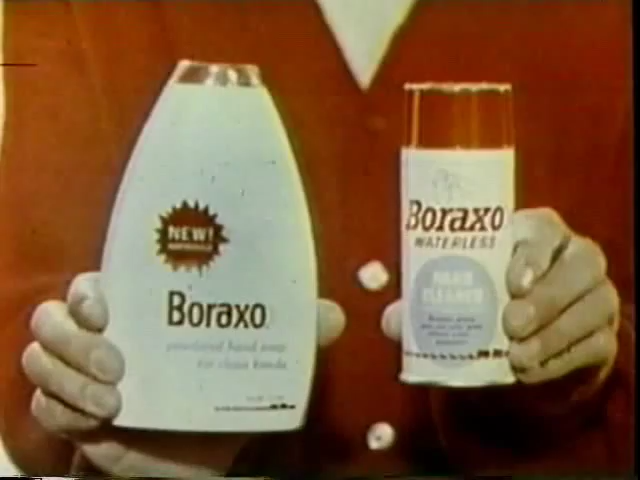 NEW!
Boraxo
powdered hand soap
for clean hands
Boraxo
WATERLESS
HAND
CLEANER